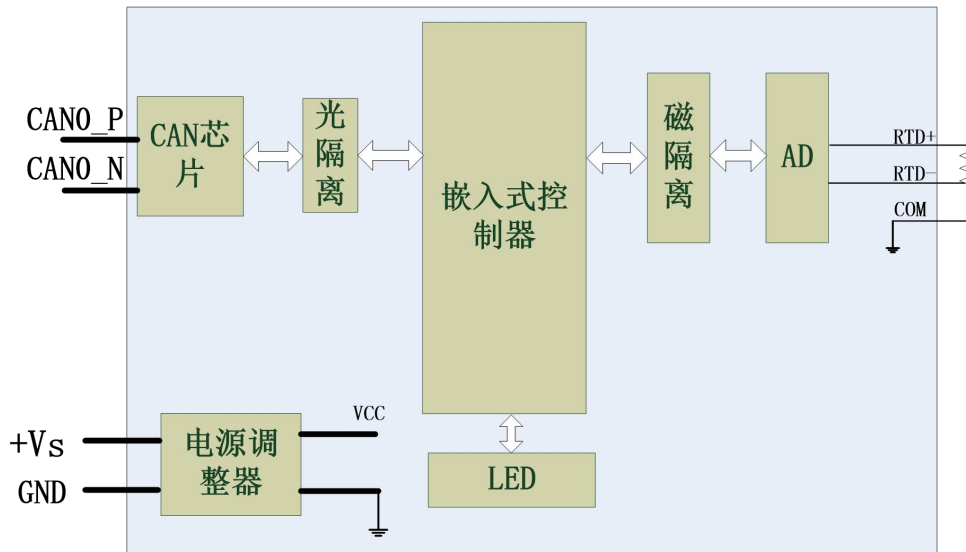 CAN0_P
CAN0_N
CAN芯
片
光
隔
离
嵌入式控
制器
磁
隔
离
AD
RTD+
RTD-
COM
+Vs
GND
电源调
整器
VCC
LED